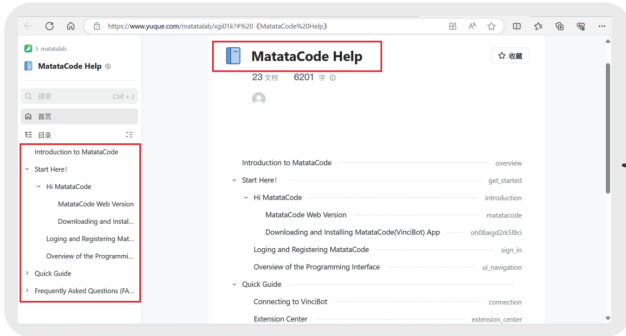 https://www.yuque.com/matatalab/xgi01k?#%20《MatataCode%20Help》
matatalab
MatataCode Help
搜索 Ctrl + J
首页
目录
Introduction to MatataCode
Start Here!
Hi MatataCode
MatataCode Web Version
Downloading and Instal...
Loging and Registering Mat...
Overview of the Programmi...
Quick Guide
Frequently Asked Questions (FA...
MatataCode Help
收藏
23 文档 6201 字
Introduction to MatataCode overview
Start Here! get_started
Hi MatataCode introduction
MatataCode Web Version matatacode
Downloading and Installing MatataCode(VinciBot) App oh08aigd2rk5l8ci
Loging and Registering MatataCode sign_in
Overview of the Programming Interface ui_navigation
Quick Guide
Connecting to VinciBot connection
Extension Center extension_center